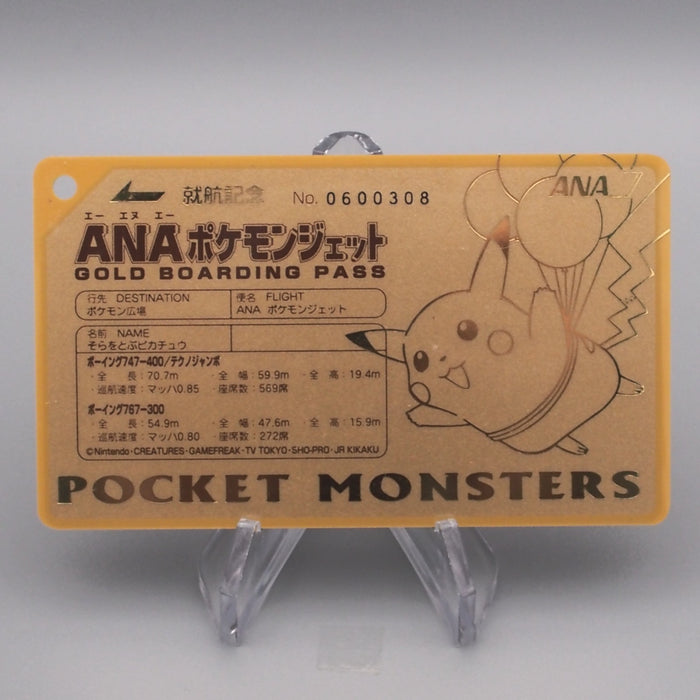 就航記念 No. 0600308
ANA
エー エヌ エー
ANAポケモンジェット
GOLD BOARDING PASS
行先 DESTINATION
ポケモン広場
便名 FLIGHT
ANA ポケモンジェット
名前 NAME
そらをとぶピカチュウ
ボーイング747-400/テクノジャンボ
・全 長:70.7m ・全 幅:59.9m ・全 高:19.4m
・巡航速度:マッハ0.85 ・座席数:569席
ボーイング767-300
・全 長:54.9m ・全 幅:47.6m ・全 高:15.9m
・巡航速度:マッハ0.80 ・座席数:272席
©Nintendo・CREATURES・GAMEFREAK・TV TOKYO・SHO-PRO・JR KIKAKU
POCKET MONSTERS